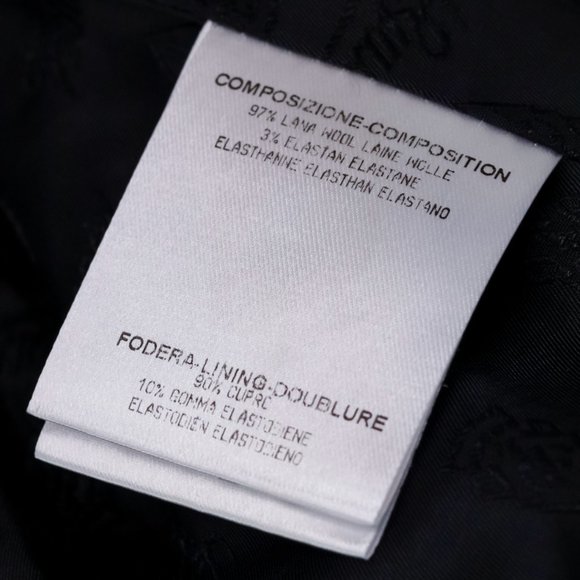 COMPOSIZIONE-COMPOSITION
97% LANA WOOL LAINE WOLLE
3% ELASTAN ELASTANE
ELASTHANNE ELASTHAN ELASTANO
FODERA-LINING-DOUBLURE
90% CUPRO
10% GOMMA ELASTODIENE
ELASTODIEN ELASTODIENO